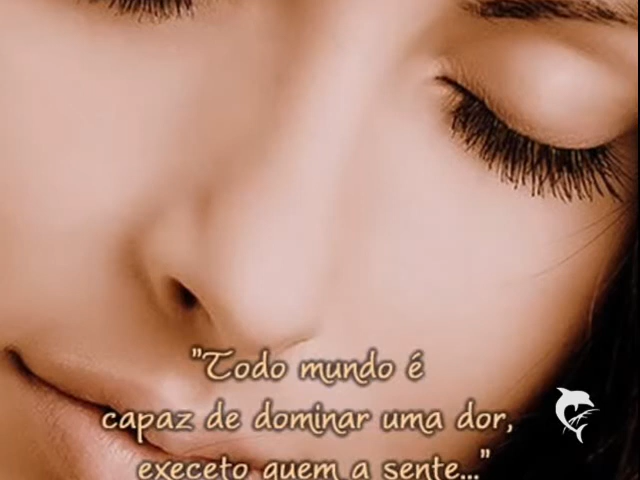 "Todo mundo é
capaz de dominar uma dor,
execeto quem a sente..."